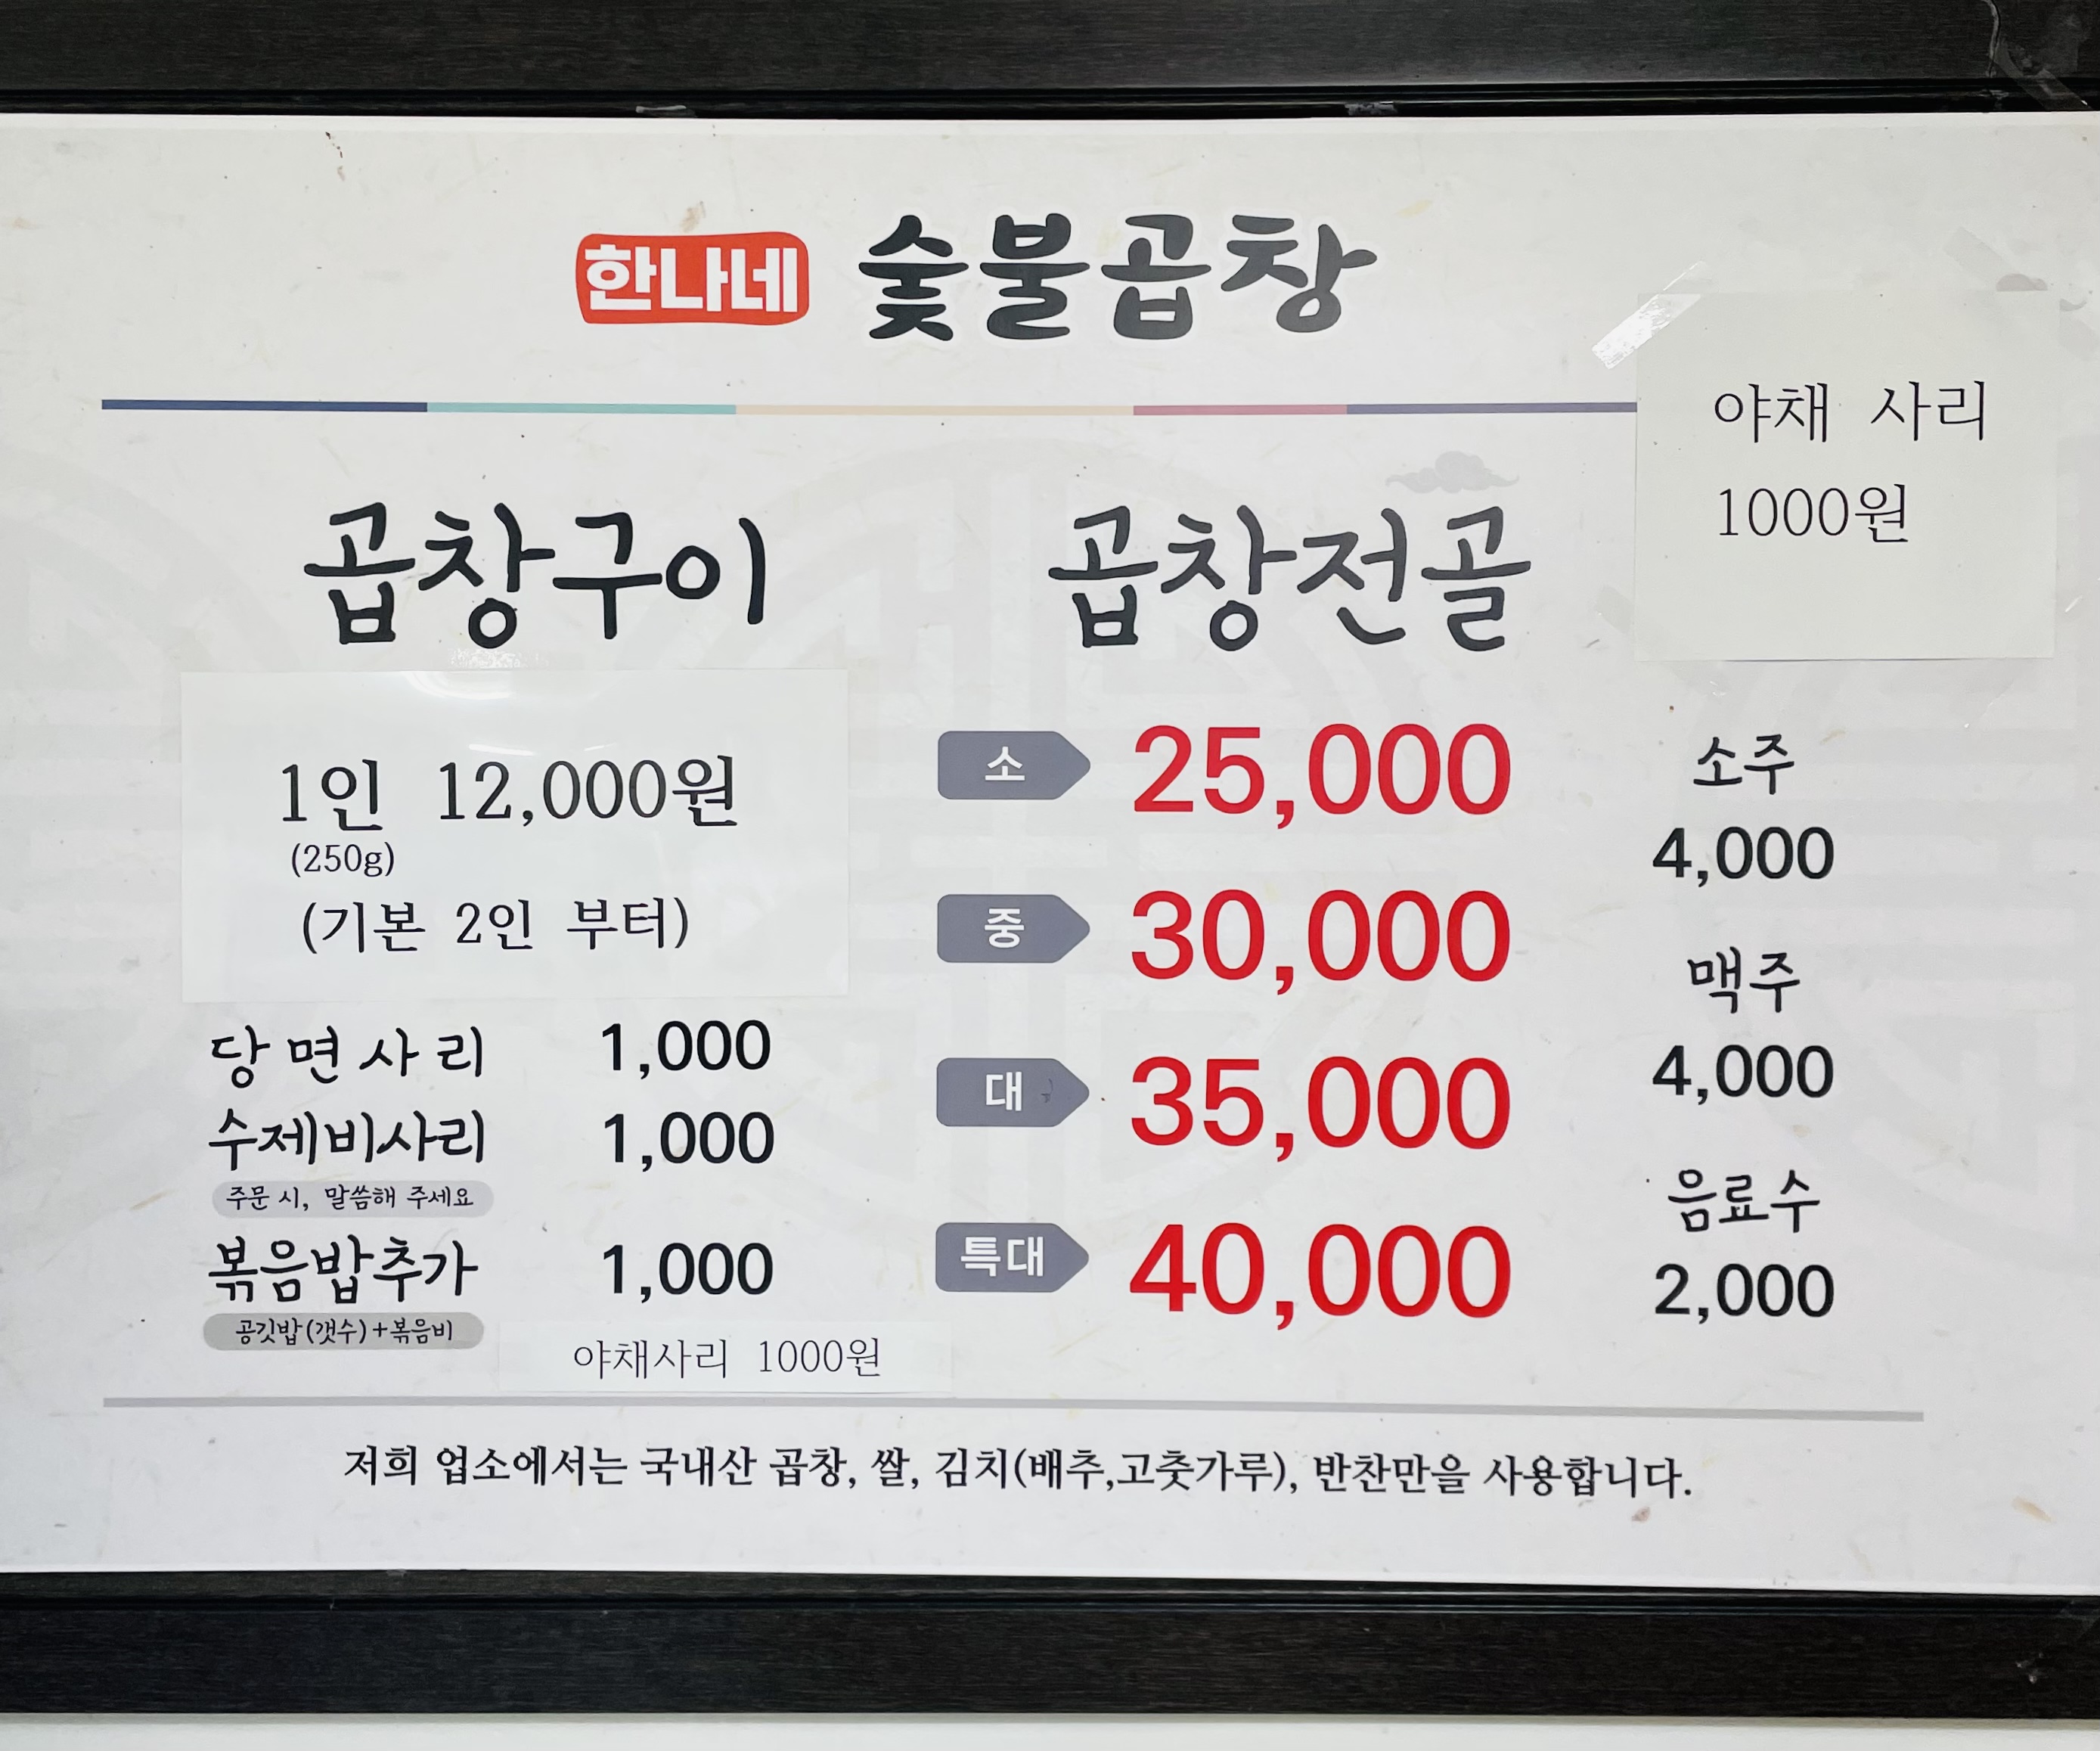 한나네 숯불곱창
야채 사리
1000원
곱창구이
1인 12,000원
(250g)
(기본 2인 부터)
당면사리 1,000
수제비사리 1,000
주문 시, 말씀해 주세요
볶음밥추가 1,000
공깃밥(갯수)+볶음비
야채사리 1000원
곱창전골
소 25,000
중 30,000
대 35,000
특대 40,000
소주
4,000
맥주
4,000
음료수
2,000
저희 업소에서는 국내산 곱창, 쌀, 김치(배추,고춧가루), 반찬만을 사용합니다.